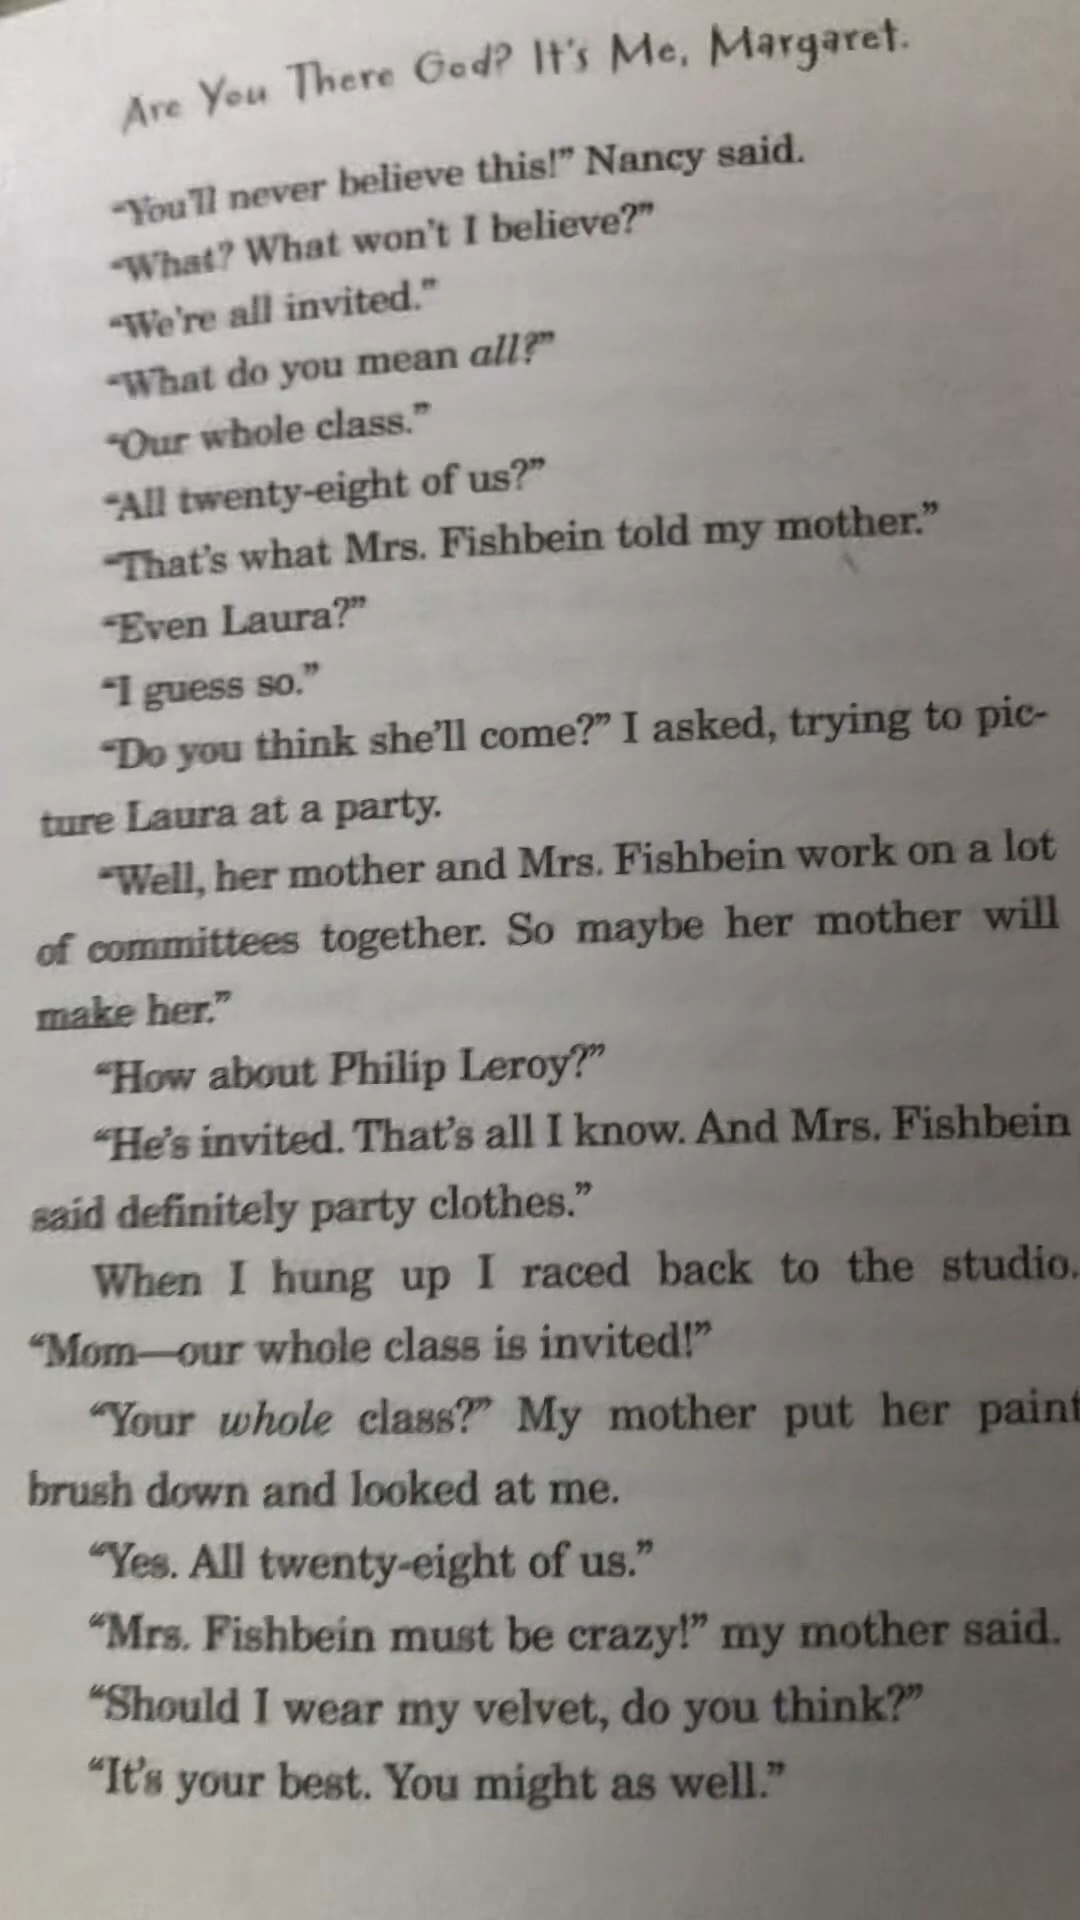 Are You There God? It's Me, Margaret.
“You'll never believe this!” Nancy said.
“What? What won't I believe?”
“We're all invited.”
“What do you mean all?”
“Our whole class.”
“All twenty-eight of us?”
“That's what Mrs. Fishbein told my mother.”
“Even Laura?”
“I guess so.”
“Do you think she'll come?” I asked, trying to pic-
ture Laura at a party.
“Well, her mother and Mrs. Fishbein work on a lot
of committees together. So maybe her mother will
make her.”
“How about Philip Leroy?”
“He's invited. That's all I know. And Mrs. Fishbein
said definitely party clothes.”
When I hung up I raced back to the studio.
“Mom—our whole class is invited!”
“Your whole class?” My mother put her paint
brush down and looked at me.
“Yes. All twenty-eight of us.”
“Mrs. Fishbein must be crazy!” my mother said.
“Should I wear my velvet, do you think?”
“It's your best. You might as well.”